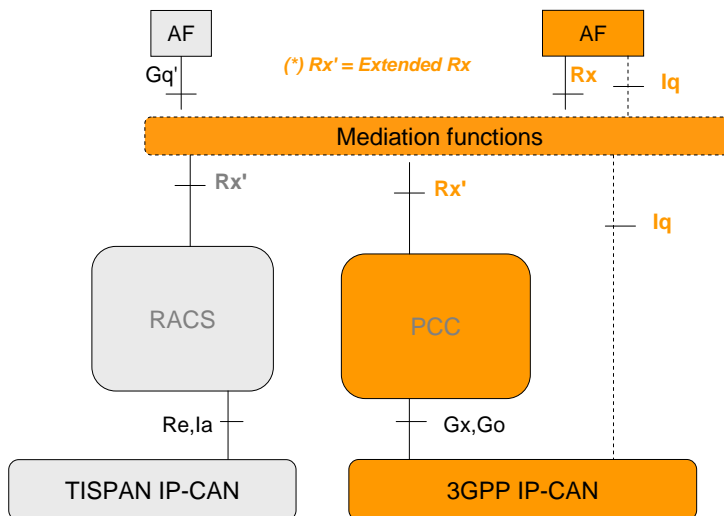 AF
AF
Gq'
(*) Rx' = Extended Rx
Rx
Iq
Mediation functions
Rx'
Rx'
Iq
RACS
PCC
Re,Ia
Gx,Go
TISPAN IP-CAN
3GPP IP-CAN